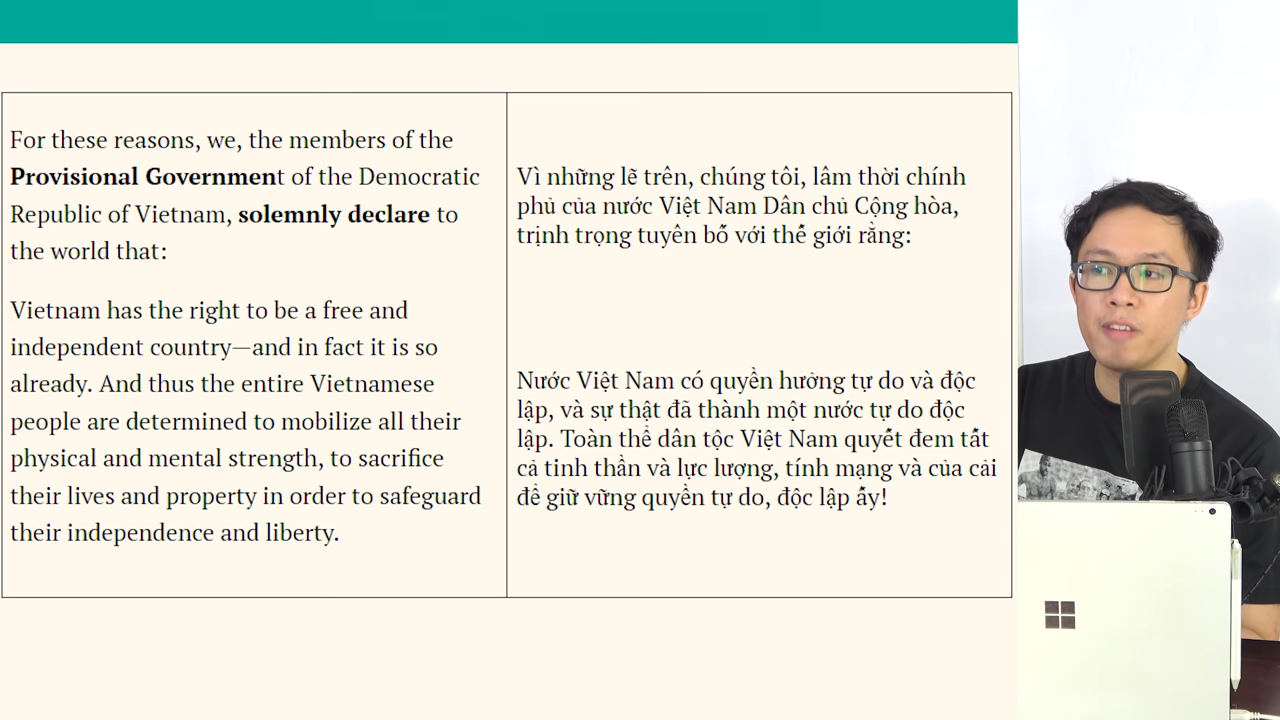 For these reasons, we, the members of the
Provisional Government of the Democratic
Republic of Vietnam, solemnly declare to
the world that:
Vietnam has the right to be a free and
independent country—and in fact it is so
already. And thus the entire Vietnamese
people are determined to mobilize all their
physical and mental strength, to sacrifice
their lives and property in order to safeguard
their independence and liberty.
Vì những lẽ trên, chúng tôi, lâm thời chính
phủ của nước Việt Nam Dân chủ Cộng hòa,
trịnh trọng tuyên bố với thế giới rằng:
Nước Việt Nam có quyền hưởng tự do và độc
lập, và sự thật đã thành một nước tự do độc
lập. Toàn thể dân tộc Việt Nam quyết đem tất
cả tinh thần và lực lượng, tính mạng và của cải
để giữ vững quyền tự do, độc lập ấy!